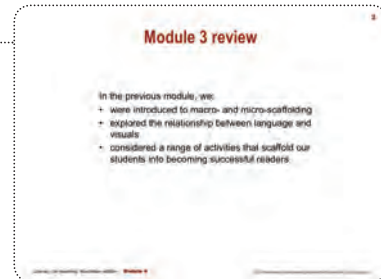 Module 3 review
In the previous module, we:
• were introduced to macro- and micro-scaffolding
• explored the relationship between language and
visuals
• considered a range of activities that scaffold our
students into becoming successful readers